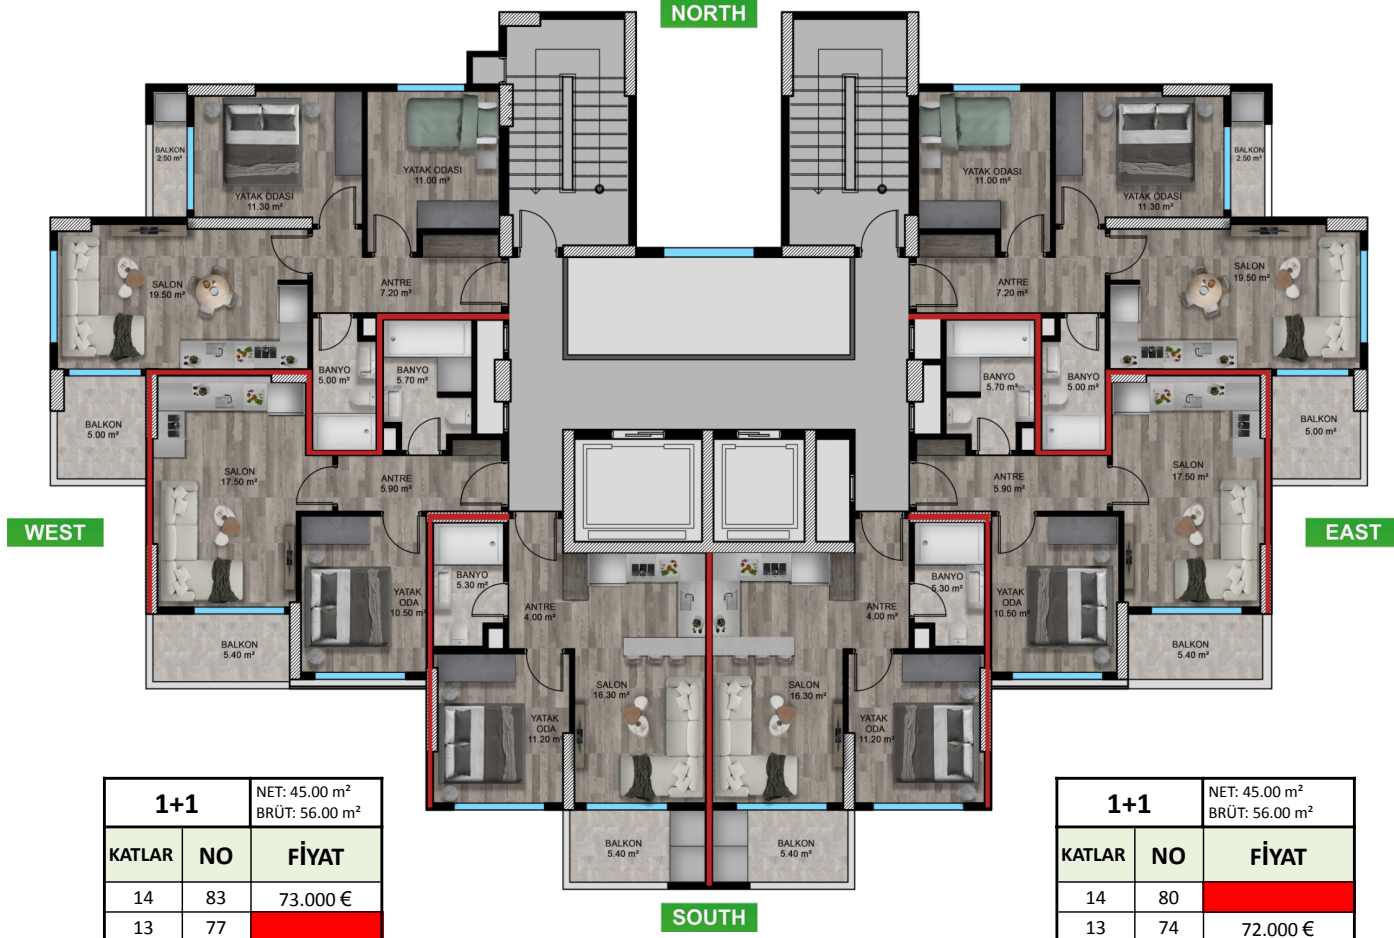 NORTH
BALKON
2.50 m²
YATAK ODASI
11.30 m²
YATAK ODASI
11.00 m²
YATAK ODASI
11.00 m²
YATAK ODASI
11.30 m²
BALKON
2.50 m²
SALON
19.50 m²
ANTRE
7.20 m²
ANTRE
7.20 m²
SALON
19.50 m²
BANYO
5.00 m²
BANYO
5.70 m²
BANYO
5.70 m²
BANYO
5.00 m²
BALKON
5.00 m²
BALKON
5.00 m²
SALON
17.50 m²
ANTRE
5.90 m²
ANTRE
5.90 m²
SALON
17.50 m²
WEST
EAST
BANYO
5.30 m²
BANYO
5.30 m²
YATAK
ODA
10.50 m²
ANTRE
4.00 m²
ANTRE
4.00 m²
YATAK
ODA
10.50 m²
BALKON
5.40 m²
BALKON
5.40 m²
SALON
16.30 m²
SALON
16.30 m²
YATAK
ODA
11.20 m²
YATAK
ODA
11.20 m²
BALKON
5.40 m²
BALKON
5.40 m²
SOUTH
1+1
NET: 45.00 m²
BRÜT: 56.00 m²
KATLAR NO FİYAT
14 83 73.000 €
13 77
1+1
NET: 45.00 m²
BRÜT: 56.00 m²
KATLAR NO FİYAT
14 80
13 74 72.000 €